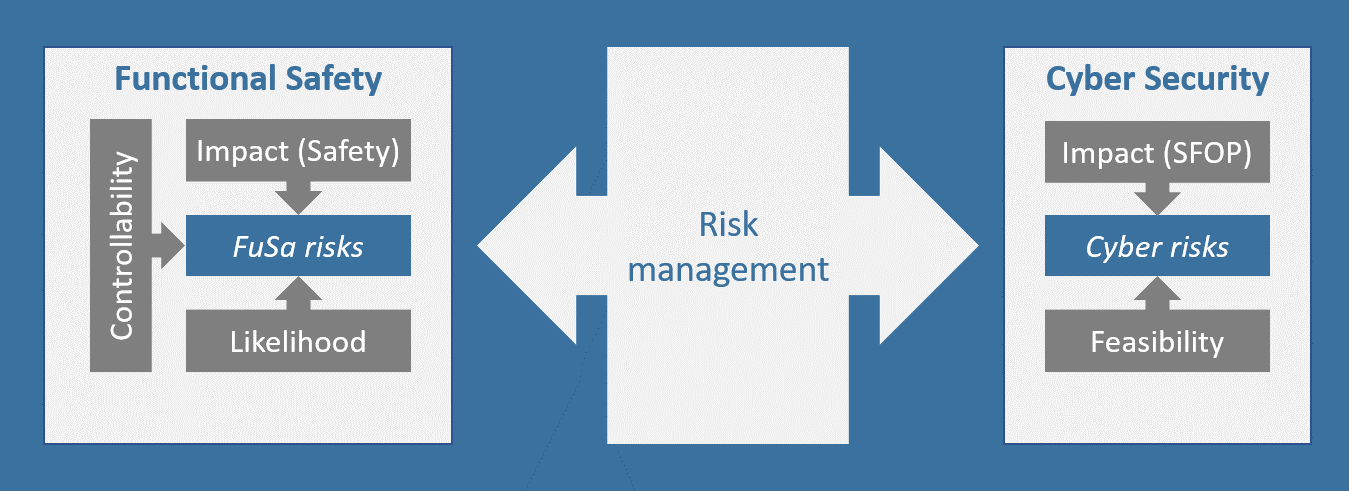 Functional Safety
Controllability
Impact (Safety)
FuSa risks
Likelihood
Risk
management
Cyber Security
Impact (SFOP)
Cyber risks
Feasibility